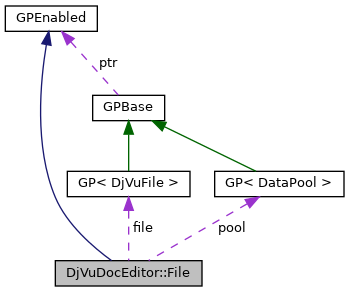 GPEnabled
ptr
GPBase
GP< DjVuFile >
GP< DataPool >
file
pool
DjVuDocEditor::File